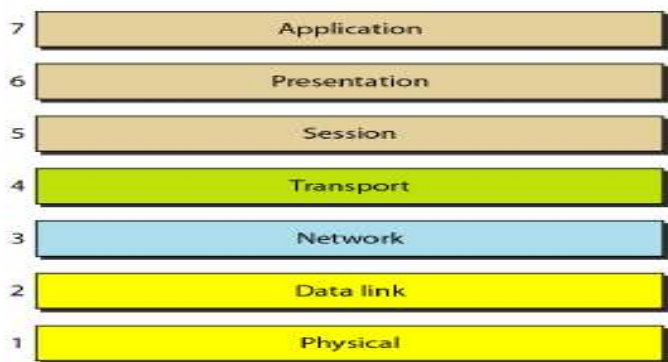 7 Application
6 Presentation
5 Session
4 Transport
3 Network
2 Data link
1 Physical